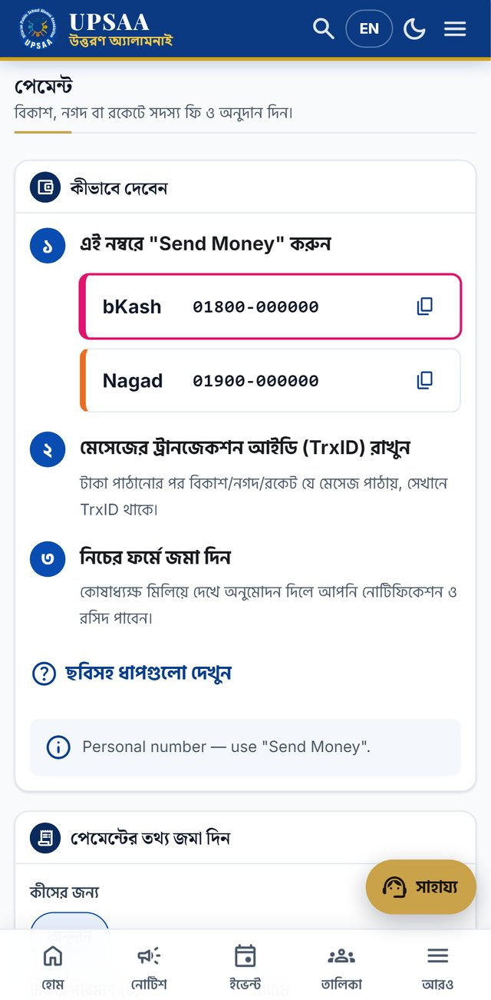 UPSAA
উত্তরণ অ্যালামনাই
EN
পেমেন্ট
বিকাশ, নগদ বা রকেটে সদস্য ফি ও অনুদান দিন।
কীভাবে দেবেন
১ এই নম্বরে "Send Money" করুন
bKash 01800-000000
Nagad 01900-000000
২ মেসেজের ট্রানজেকশন আইডি (TrxID) রাখুন
টাকা পাঠানোর পর বিকাশ/নগদ/রকেট যে মেসেজ পাঠায়, সেখানে
TrxID থাকে।
৩ নিচের ফর্মে জমা দিন
কোষাধ্যক্ষ মিলিয়ে দেখে অনুমোদন দিলে আপনি নোটিফিকেশন ও
রসিদ পাবেন।
ছবিসহ ধাপগুলো দেখুন
Personal number — use "Send Money".
পেমেন্টের তথ্য জমা দিন
কীসের জন্য
সাহায্য
অনুদান
হোম নোটিশ ইভেন্ট তালিকা আরও